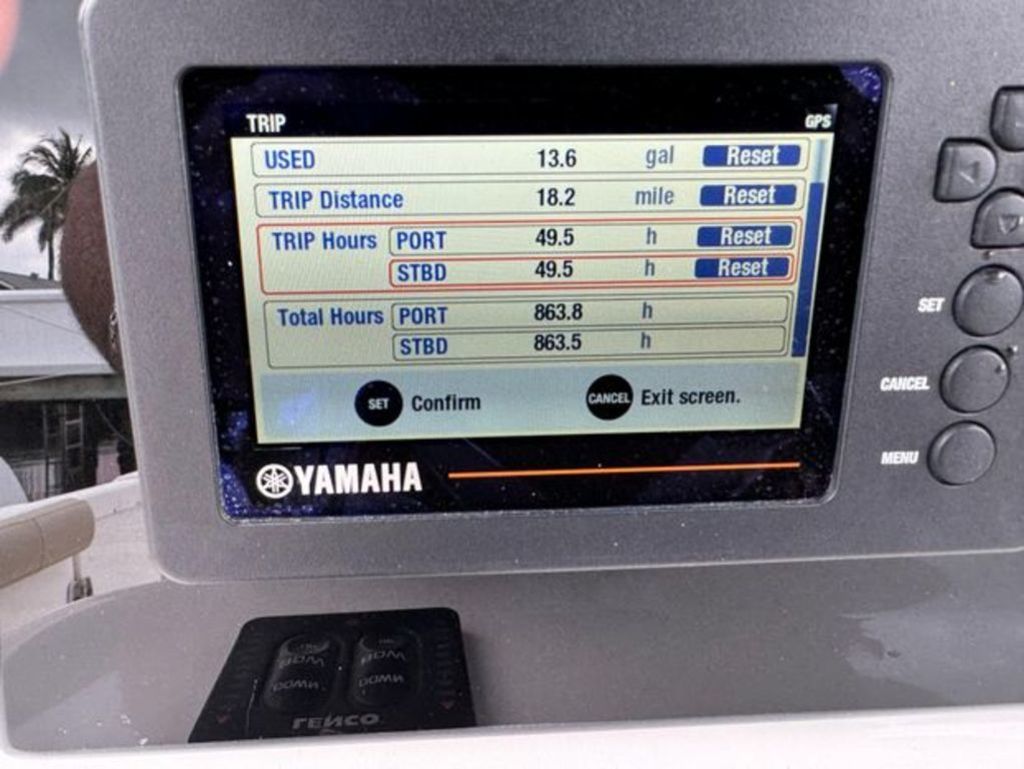 TRIP GPS
USED 13.6 gal Reset
TRIP Distance 18.2 mile Reset
TRIP Hours PORT 49.5 h Reset
STBD 49.5 h Reset
Total Hours PORT 863.8 h
STBD 863.5 h
SET Confirm CANCEL Exit screen.
YAMAHA
SET
CANCEL
MENU
BOW BOW
DOWN DOWN
LENCO